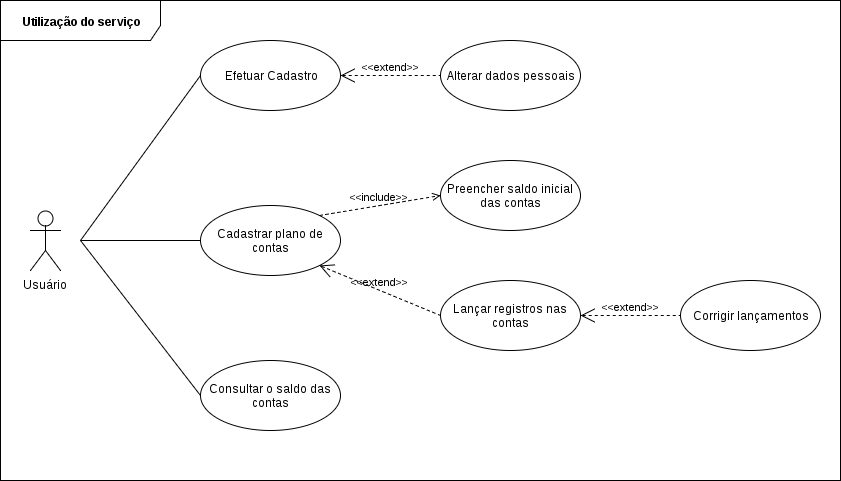 Utilização do serviço
Efetuar Cadastro
<<extend>>
Alterar dados pessoais
Usuário
Cadastrar plano de
contas
<<include>>
Preencher saldo inicial
das contas
<<extend>>
Lançar registros nas
contas
<<extend>>
Corrigir lançamentos
Consultar o saldo das
contas